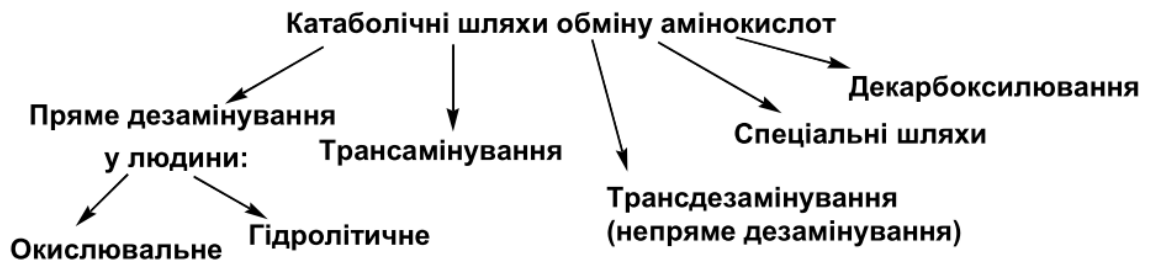 Катаболічні шляхи обміну амінокислот
Пряме дезамінування
у людини:
Окислювальне
Гідролітичне
Трансамінування
Трансдезамінування
(непряме дезамінування)
Спеціальні шляхи
Декарбоксилювання